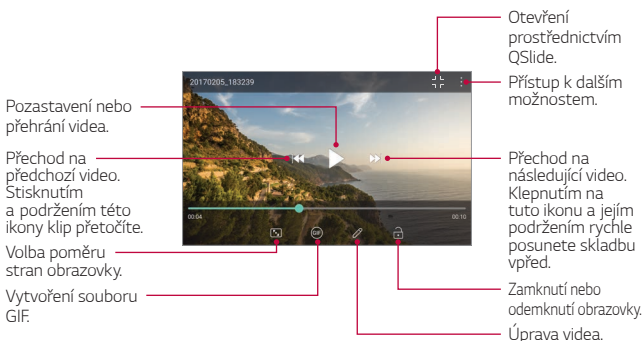 Otevření
prostřednictvím
QSlide.
Přístup k dalším
možnostem.
20170205_183239
Pozastavení nebo
přehrání videa.
Přechod na
předchozí video.
Stisknutím
a podržením této
ikony klip přetočíte.
Přechod na
následující video.
Klepnutím na
tuto ikonu a jejím
podržením rychle
posunete skladbu
vpřed.
00:04
00:10
GIF
Volba poměru
stran obrazovky.
Vytvoření souboru
GIF.
Zamknutí nebo
odemknutí obrazovky.
Úprava videa.